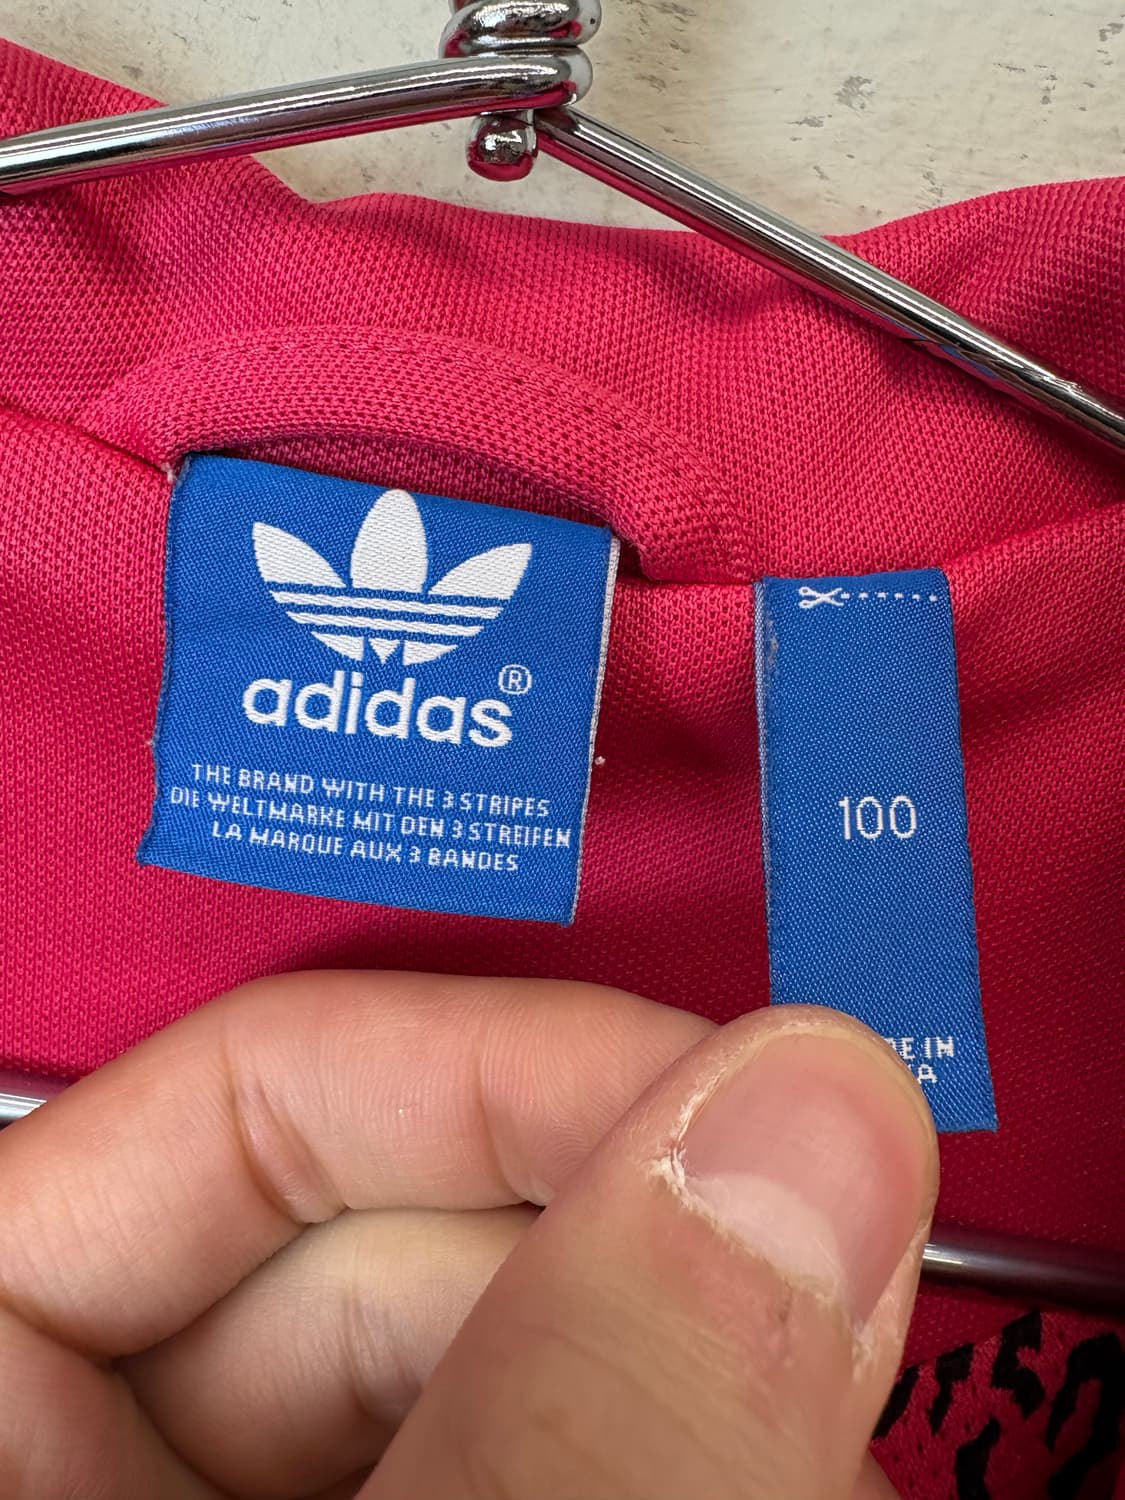 adidas®
THE BRAND WITH THE 3 STRIPES
DIE WELTMARKE MIT DEN 3 STREIFEN
LA MARQUE AUX 3 BANDES
100
IN